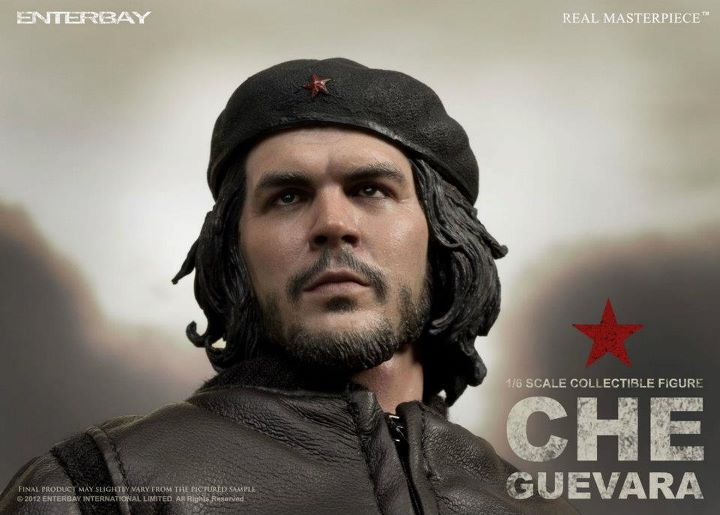 ENTERBAY
REAL MASTERPIECE™
1/6 SCALE COLLECTIBLE FIGURE
CHE
GUEVARA
FINAL PRODUCT MAY SLIGHTLY VARY FROM THE PICTURED SAMPLE
© 2012 ENTERBAY INTERNATIONAL LIMITED. All Rights Reserved